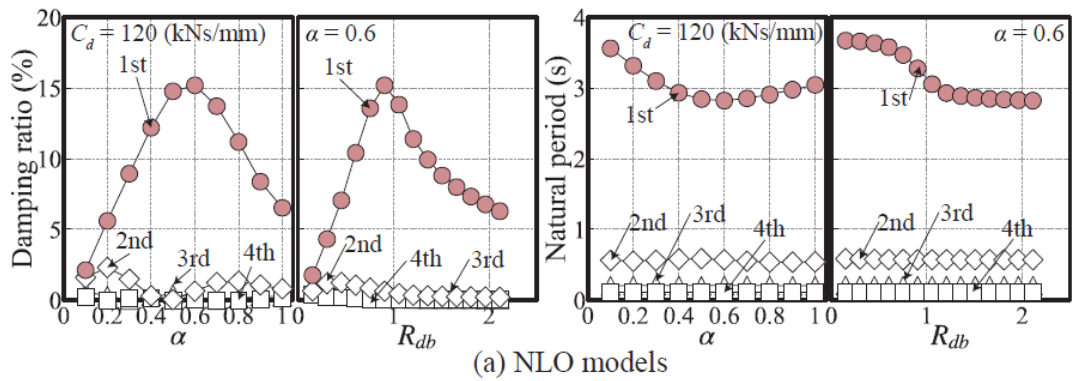 Damping ratio (%)
20
15
10
5
0
C_d = 120 (kNs/mm)
1st
2nd
3rd
4th
0 0.2 0.4 0.6 0.8 1
α
α = 0.6
1st
2nd
4th
3rd
0 1 2
R_db
Natural period (s)
4
3
2
1
0
C_d = 120 (kNs/mm)
1st
2nd
3rd
4th
0 0.2 0.4 0.6 0.8 1
α
α = 0.6
1st
2nd
3rd
4th
0 1 2
R_db
(a) NLO models